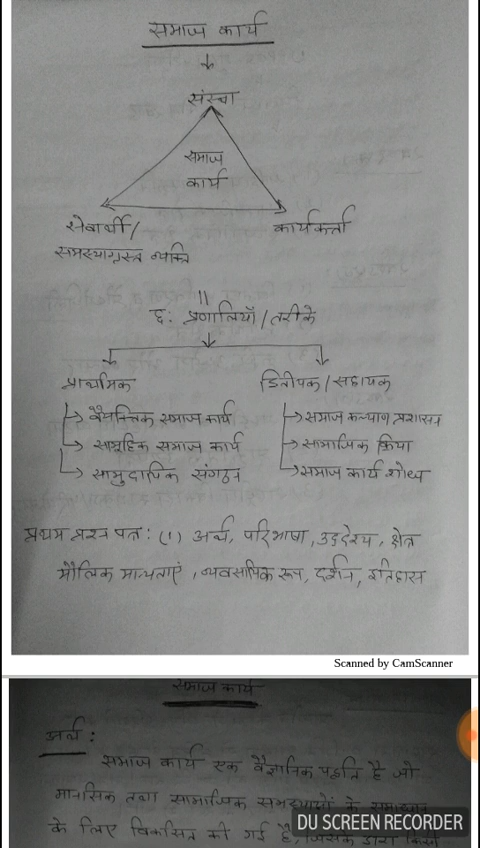 समाज कार्य
संस्था
समाज
कार्य
सेवार्थी/ कार्यकर्ता
समस्याग्रस्त व्यक्ति
छ: प्रणालियाँ/तरीके
प्राथमिक द्वितीयक/सहायक
वैयक्तिक समाज कार्य समाज कल्याण प्रशासन
सामूहिक समाज कार्य सामाजिक क्रिया
सामुदायिक संगठन समाज कार्य शोध
प्रथम प्रश्न पत्र: (1) अर्थ, परिभाषा, उद्देश्य, क्षेत्र
मौलिक मान्यताएं, व्यवसायिक रूप, दर्शन, इतिहास
Scanned by CamScanner
समाज कार्य
अर्थ:
समाज कार्य एक वैज्ञानिक पद्धति है जो
मानसिक तथा सामाजिक समस्याओं के समाधान
के लिए विकसित की गई है, जिसके द्वारा
DU SCREEN RECORDER